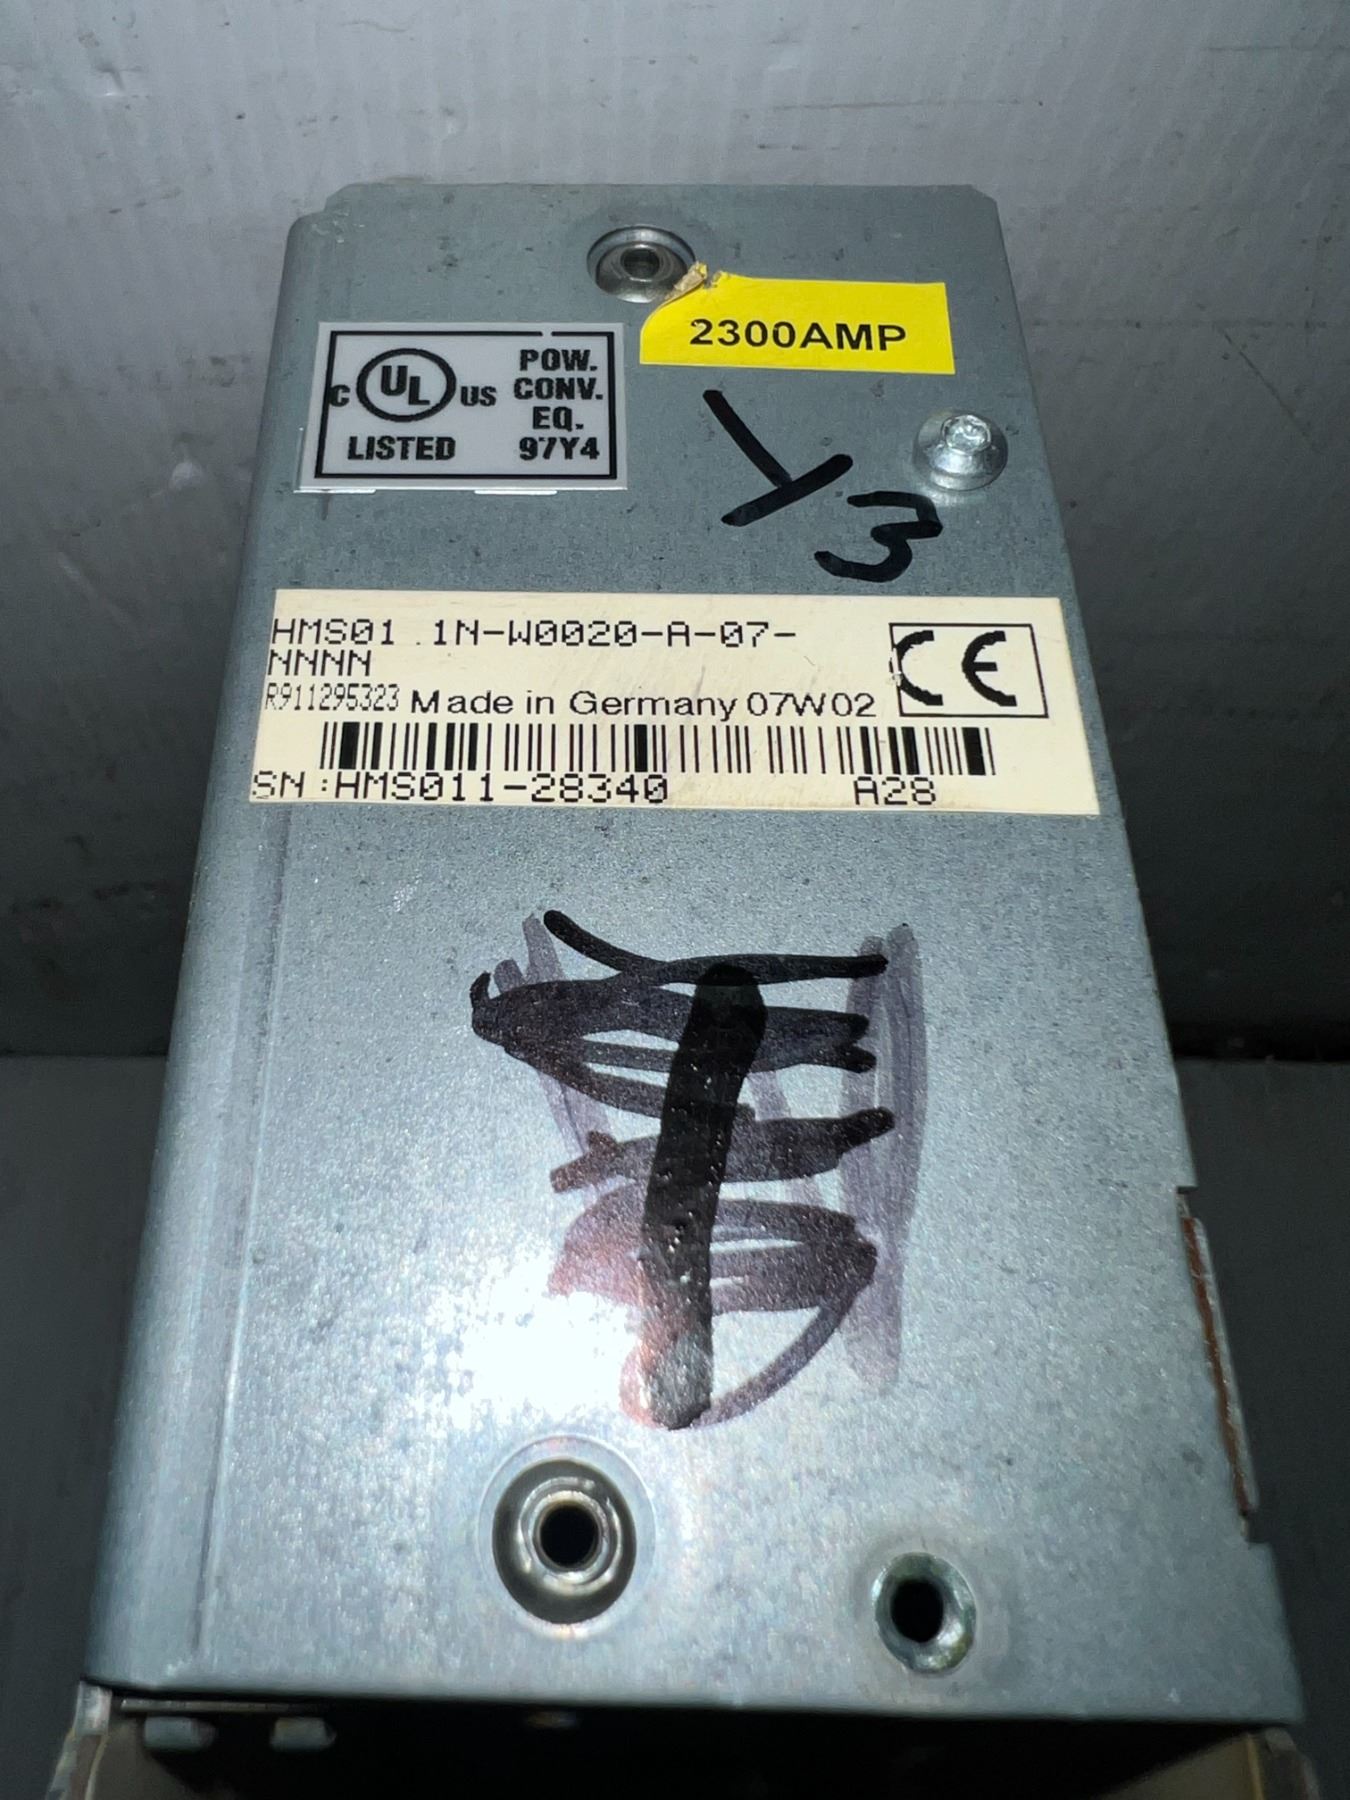 2300AMP
C UL US
LISTED
POW.
CONV.
EQ.
97Y4
Y3
HMS01.1N-W0020-A-07-
NNNN
CE
R911295323 Made in Germany 07W02
SN:HMS011-28340 A28